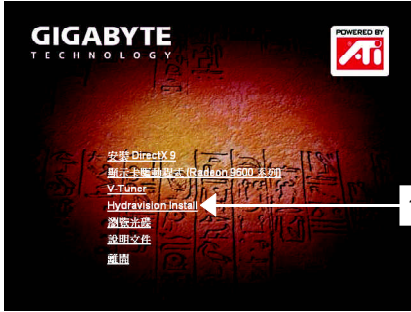 GIGABYTE
TECHNOLOGY
POWERED BY
ATi
安裝 DirectX 9
顯示卡驅動程式 (Radeon 9600 系列)
V-Tuner
Hydravision Install
瀏覽光碟
說明文件
離開